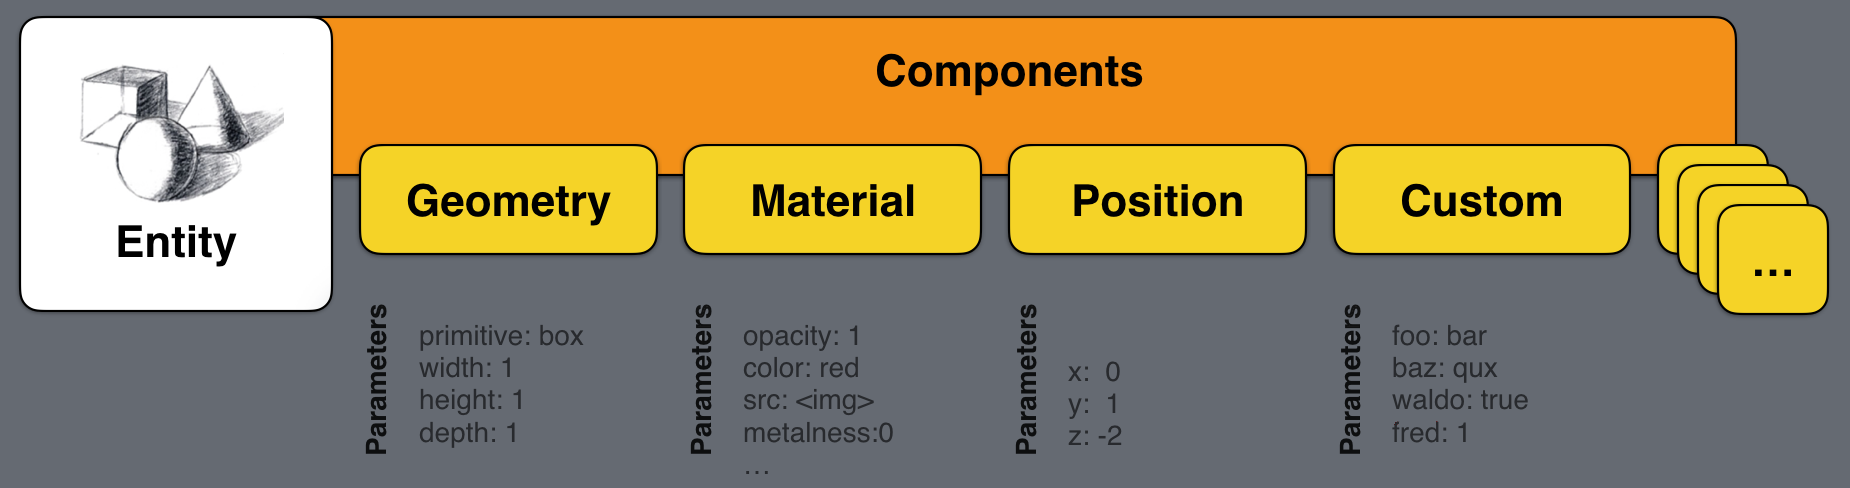 Components
Entity
Geometry
Material
Position
Custom
...
Parameters
primitive: box
width: 1
height: 1
depth: 1
Parameters
opacity: 1
color: red
src: <img>
metalness:0
...
Parameters
x: 0
y: 1
z: -2
Parameters
foo: bar
baz: qux
waldo: true
fred: 1